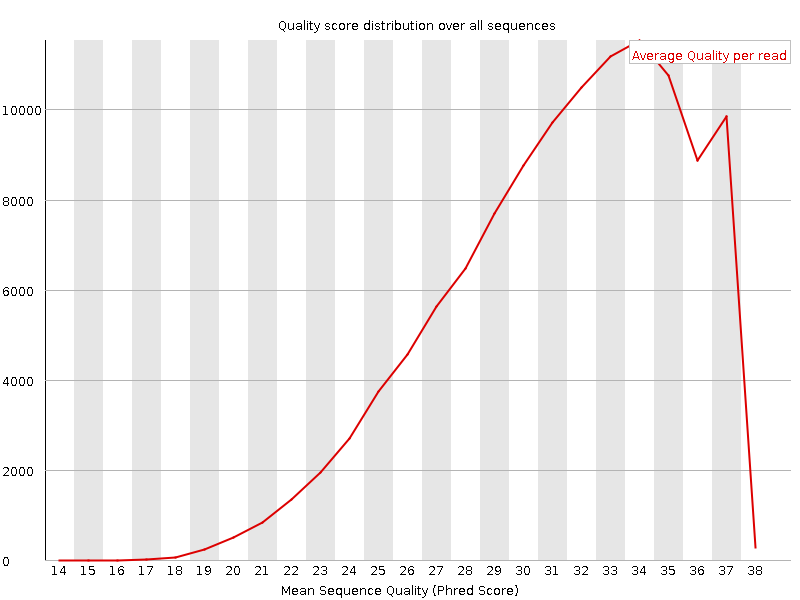 Quality score distribution over all sequences
Average Quality per read
10000
8000
6000
4000
2000
0
14 15 16 17 18 19 20 21 22 23 24 25 26 27 28 29 30 31 32 33 34 35 36 37 38
Mean Sequence Quality (Phred Score)